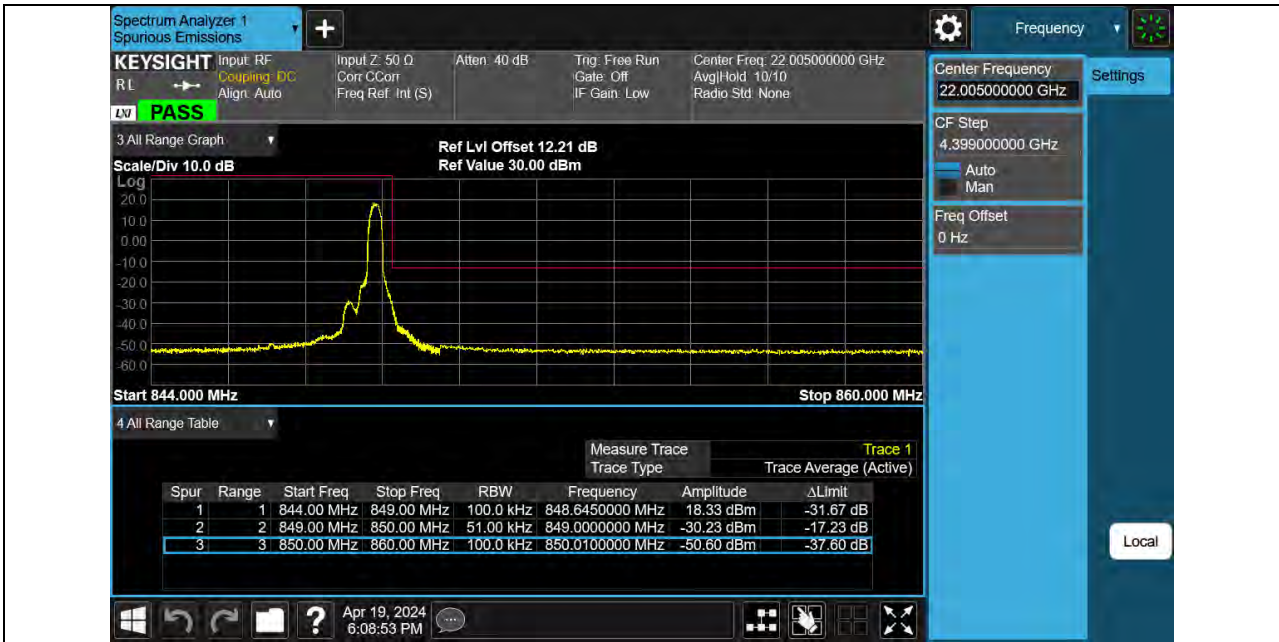 Spectrum Analyzer 1
Spurious Emissions
Frequency
KEYSIGHT
RL
LXI PASS
Input: RF
Coupling: DC
Align: Auto
Input Z: 50 Ω
Corr CCorr
Freq Ref: Int (S)
Atten: 40 dB
Trig: Free Run
Gate: Off
IF Gain: Low
Center Freq: 22.005000000 GHz
Avg|Hold: 10/10
Radio Std: None
Center Frequency
22.005000000 GHz
Settings
CF Step
4.399000000 GHz
Auto
Man
Freq Offset
0 Hz
3 All Range Graph
Scale/Div 10.0 dB
Ref Lvl Offset 12.21 dB
Ref Value 30.00 dBm
Log
20.0
10.0
0.00
-10.0
-20.0
-30.0
-40.0
-50.0
-60.0
Start 844.000 MHz Stop 860.000 MHz
4 All Range Table
Measure Trace Trace 1
Trace Type Trace Average (Active)
Spur Range Start Freq Stop Freq RBW Frequency Amplitude ΔLimit
1 1 844.00 MHz 849.00 MHz 100.0 kHz 848.6450000 MHz 18.33 dBm -31.67 dB
2 2 849.00 MHz 850.00 MHz 51.00 kHz 849.0000000 MHz -30.23 dBm -17.23 dB
3 3 850.00 MHz 860.00 MHz 100.0 kHz 850.0100000 MHz -50.60 dBm -37.60 dB
Local
Apr 19, 2024
6:08:53 PM